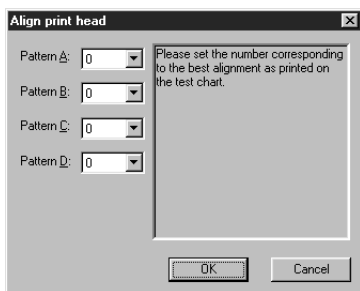 Align print head
Pattern A: 0
Pattern B: 0
Pattern C: 0
Pattern D: 0
Please set the number corresponding
to the best alignment as printed on
the test chart.
OK
Cancel